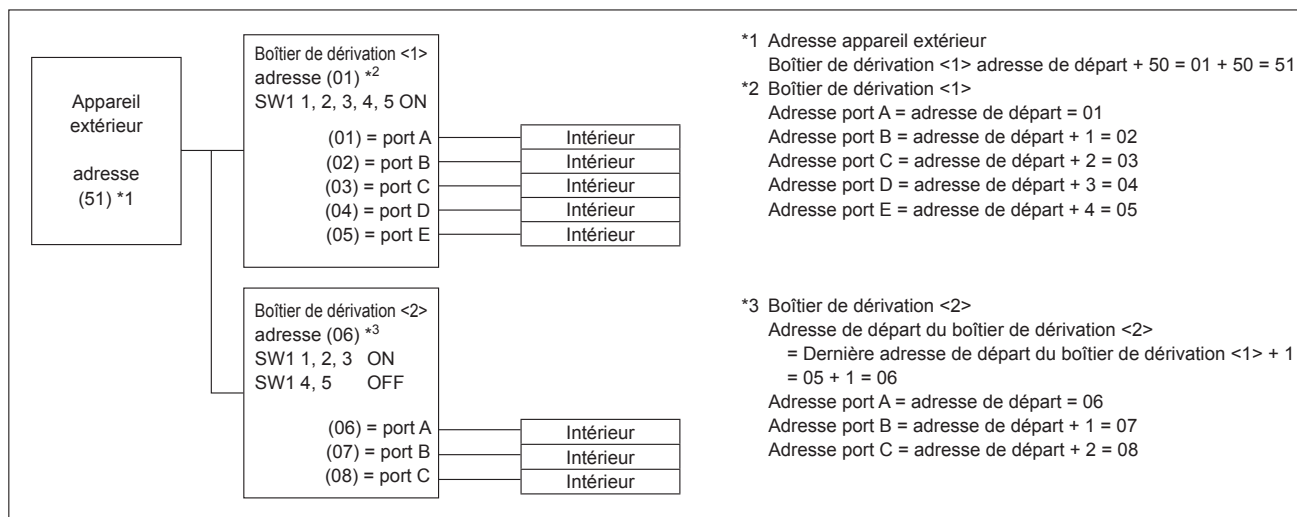 Appareil
extérieur
adresse
(51) *1
Boîtier de dérivation <1>
adresse (01) *2
SW1 1, 2, 3, 4, 5 ON
(01) = port A
(02) = port B
(03) = port C
(04) = port D
(05) = port E
Intérieur
Intérieur
Intérieur
Intérieur
Intérieur
Boîtier de dérivation <2>
adresse (06) *3
SW1 1, 2, 3 ON
SW1 4, 5 OFF
(06) = port A
(07) = port B
(08) = port C
Intérieur
Intérieur
Intérieur
*1 Adresse appareil extérieur
Boîtier de dérivation <1> adresse de départ + 50 = 01 + 50 = 51
*2 Boîtier de dérivation <1>
Adresse port A = adresse de départ = 01
Adresse port B = adresse de départ + 1 = 02
Adresse port C = adresse de départ + 2 = 03
Adresse port D = adresse de départ + 3 = 04
Adresse port E = adresse de départ + 4 = 05
*3 Boîtier de dérivation <2>
Adresse de départ du boîtier de dérivation <2>
= Dernière adresse de départ du boîtier de dérivation <1> + 1
= 05 + 1 = 06
Adresse port A = adresse de départ = 06
Adresse port B = adresse de départ + 1 = 07
Adresse port C = adresse de départ + 2 = 08